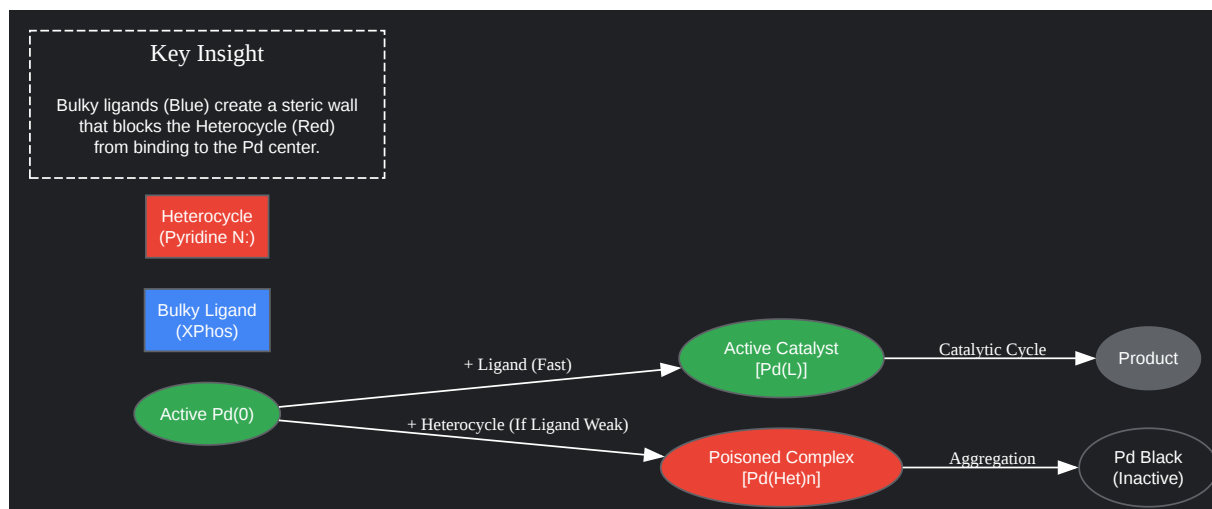 Key Insight
Bulky ligands (Blue) create a steric wall
that blocks the Heterocycle (Red)
from binding to the Pd center.
Heterocycle
(Pyridine N:)
Bulky Ligand
(XPhos)
Active Pd(0)
+ Ligand (Fast)
+ Heterocycle (If Ligand Weak)
Active Catalyst
[Pd(L)]
Catalytic Cycle
Product
Poisoned Complex
[Pd(Het)n]
Aggregation
Pd Black
(Inactive)